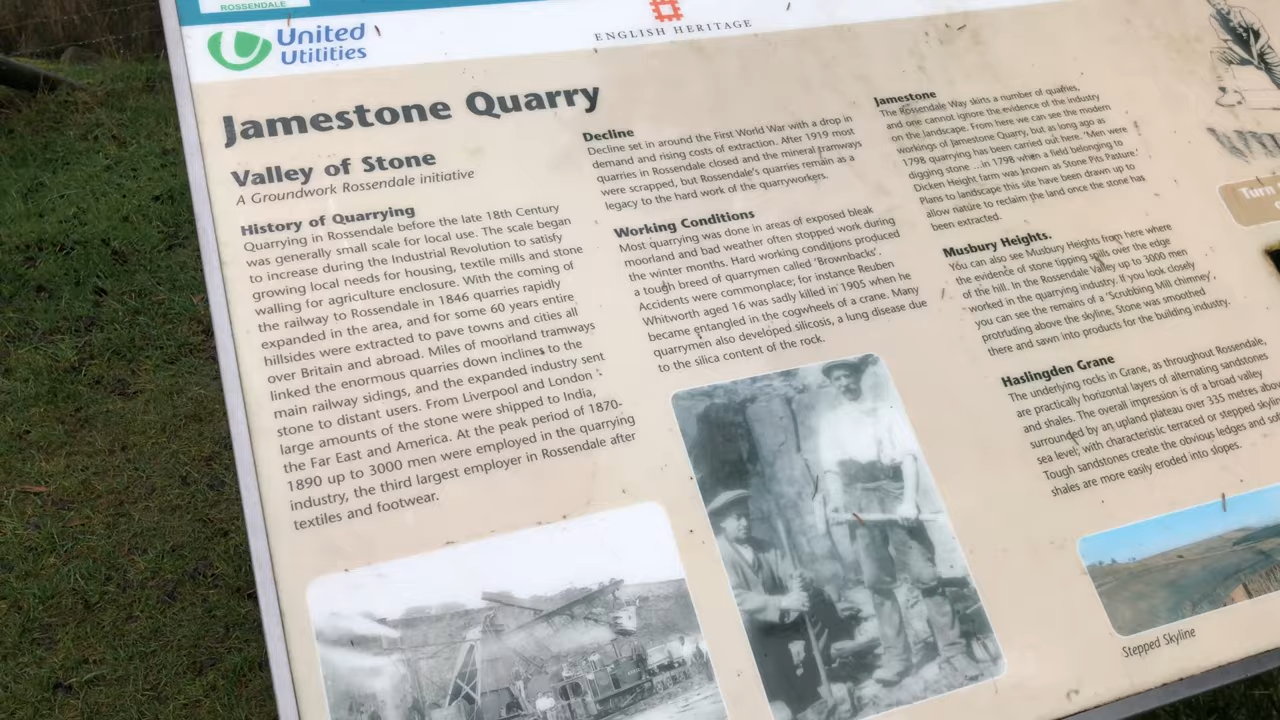 ROSSENDALE
United
Utilities
ENGLISH HERITAGE
Jamestone Quarry
Valley of Stone
A Groundwork Rossendale initiative
History of Quarrying
Quarrying in Rossendale before the late 18th Century
was generally small scale for local use. The scale began
to increase during the Industrial Revolution to satisfy
growing local needs for housing, textile mills and stone
walling for agriculture enclosure. With the coming of
the railway to Rossendale in 1846 quarries rapidly
expanded in the area, and for some 60 years entire
hillsides were extracted to pave towns and cities all
over Britain and abroad. Miles of moorland tramways
linked the enormous quarries down inclines to the
main railway sidings, and the expanded industry sent
stone to distant users. From Liverpool and London
large amounts of the stone were shipped to India,
the Far East and America. At the peak period of 1870-
1890 up to 3000 men were employed in the quarrying
industry, the third largest employer in Rossendale after
textiles and footwear.
Decline
Decline set in around the First World War with a drop in
demand and rising costs of extraction. After 1919 most
quarries in Rossendale closed and the mineral tramways
were scrapped, but Rossendale's quarries remain as a
legacy to the hard work of the quarryworkers.
Working Conditions
Most quarrying was done in areas of exposed bleak
moorland and bad weather often stopped work during
the winter months. Hard working conditions produced
a tough breed of quarrymen called 'Brownbacks'.
Accidents were commonplace; for instance Reuben
Whitworth aged 16 was sadly killed in 1905 when he
became entangled in the cogwheels of a crane. Many
quarrymen also developed silicosis, a lung disease due
to the silica content of the rock.
Jamestone
The Rossendale Way skirts a number of quarries,
and one cannot ignore the evidence of the industry
on the landscape. From here we can see the modern
workings of Jamestone Quarry, but as long ago as
1798 quarrying has been carried out here. 'Men were
digging stone ...in 1798 when a field belonging to
Dicken Height farm was known as Stone Pits Pasture.'
Plans to landscape this site have been drawn up to
allow nature to reclaim the land once the stone has
been extracted.
Musbury Heights.
You can also see Musbury Heights from here where
the evidence of stone tipping spills over the edge
of the hill. In the Rossendale Valley up to 3000 men
worked in the quarrying industry. If you look closely
you can see the remains of a 'Scrubbing Mill chimney',
protruding above the skyline. Stone was smoothed
there and sawn into products for the building industry.
Haslingden Grane
The underlying rocks in Grane, as throughout Rossendale,
are practically horizontal layers of alternating sandstones
and shales. The overall impression is of a broad valley
surrounded by an upland plateau over 335 metres abo
sea level, with characteristic terraced or stepped skylin
Tough sandstones create the obvious ledges and so
shales are more easily eroded into slopes.
Turn
Stepped Skyline